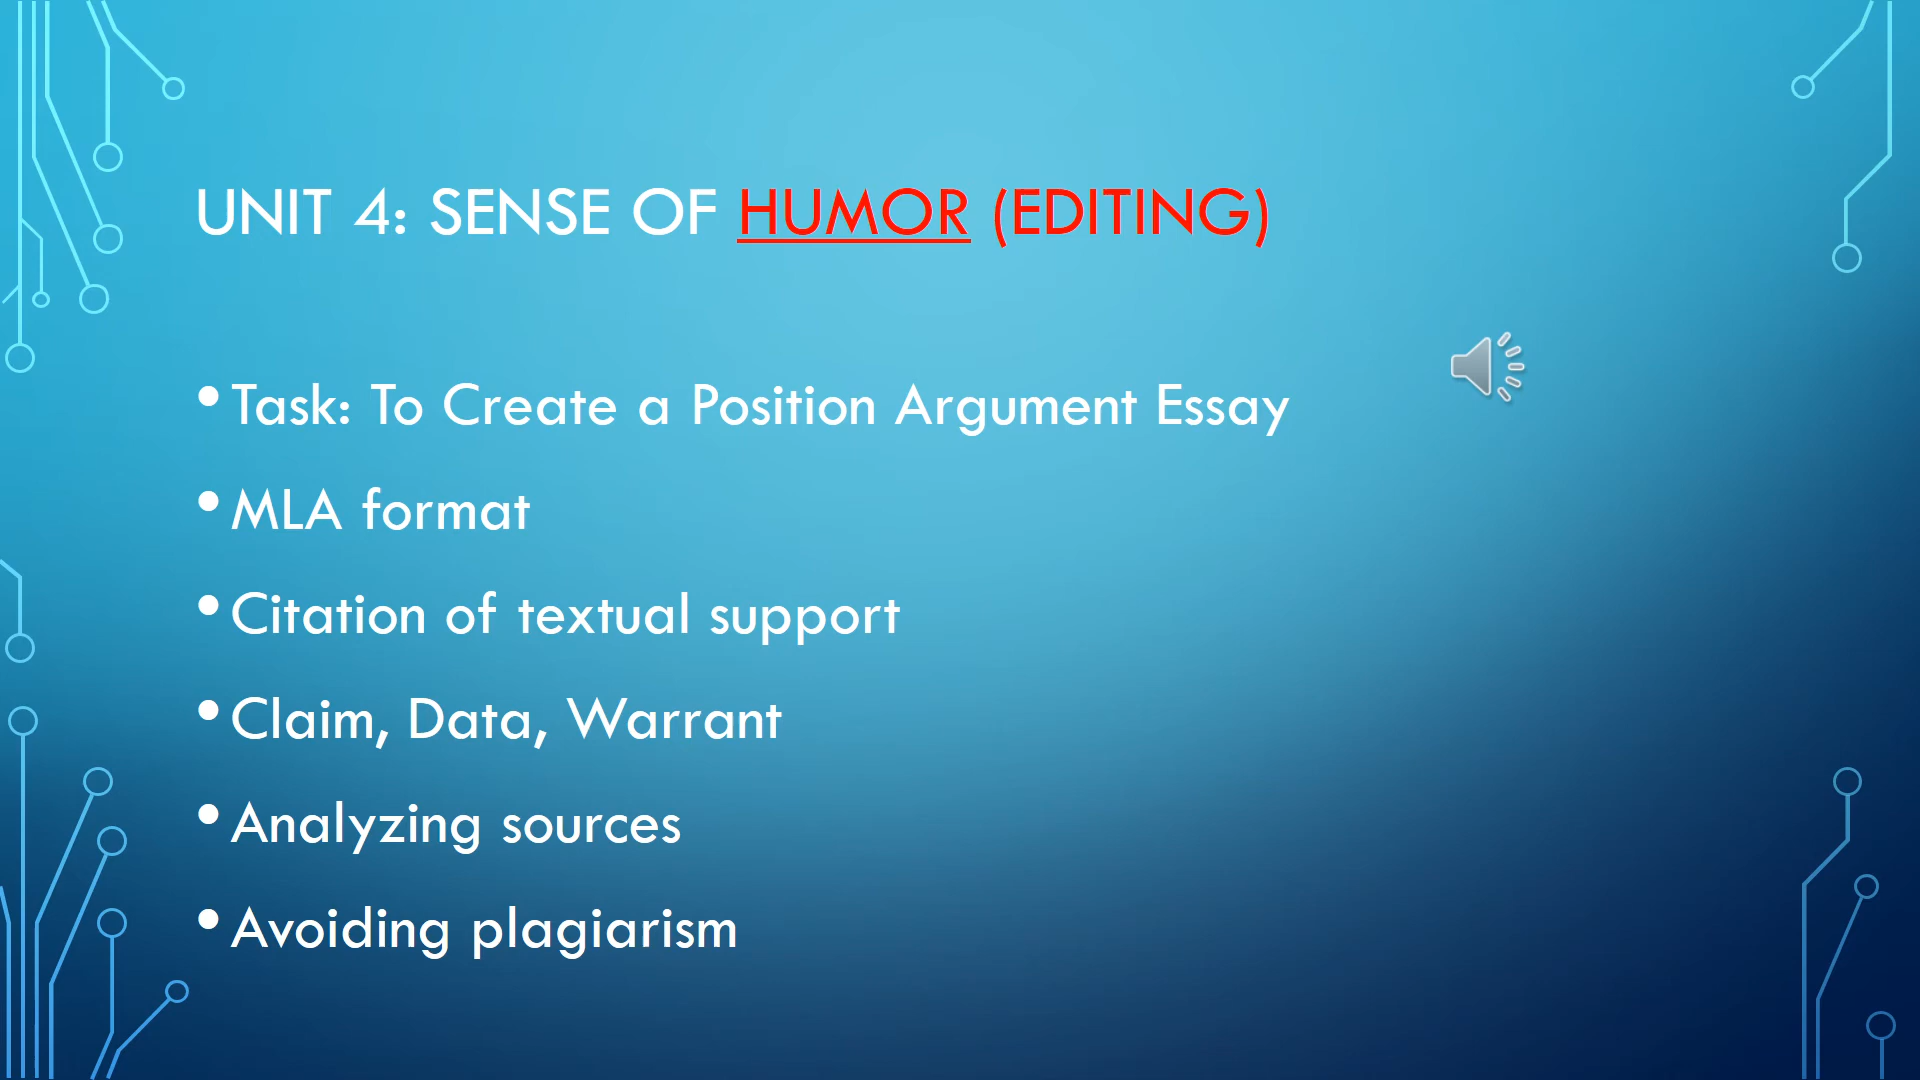 UNIT 4: SENSE OF HUMOR (EDITING)
• Task: To Create a Position Argument Essay
• MLA format
• Citation of textual support
• Claim, Data, Warrant
• Analyzing sources
• Avoiding plagiarism